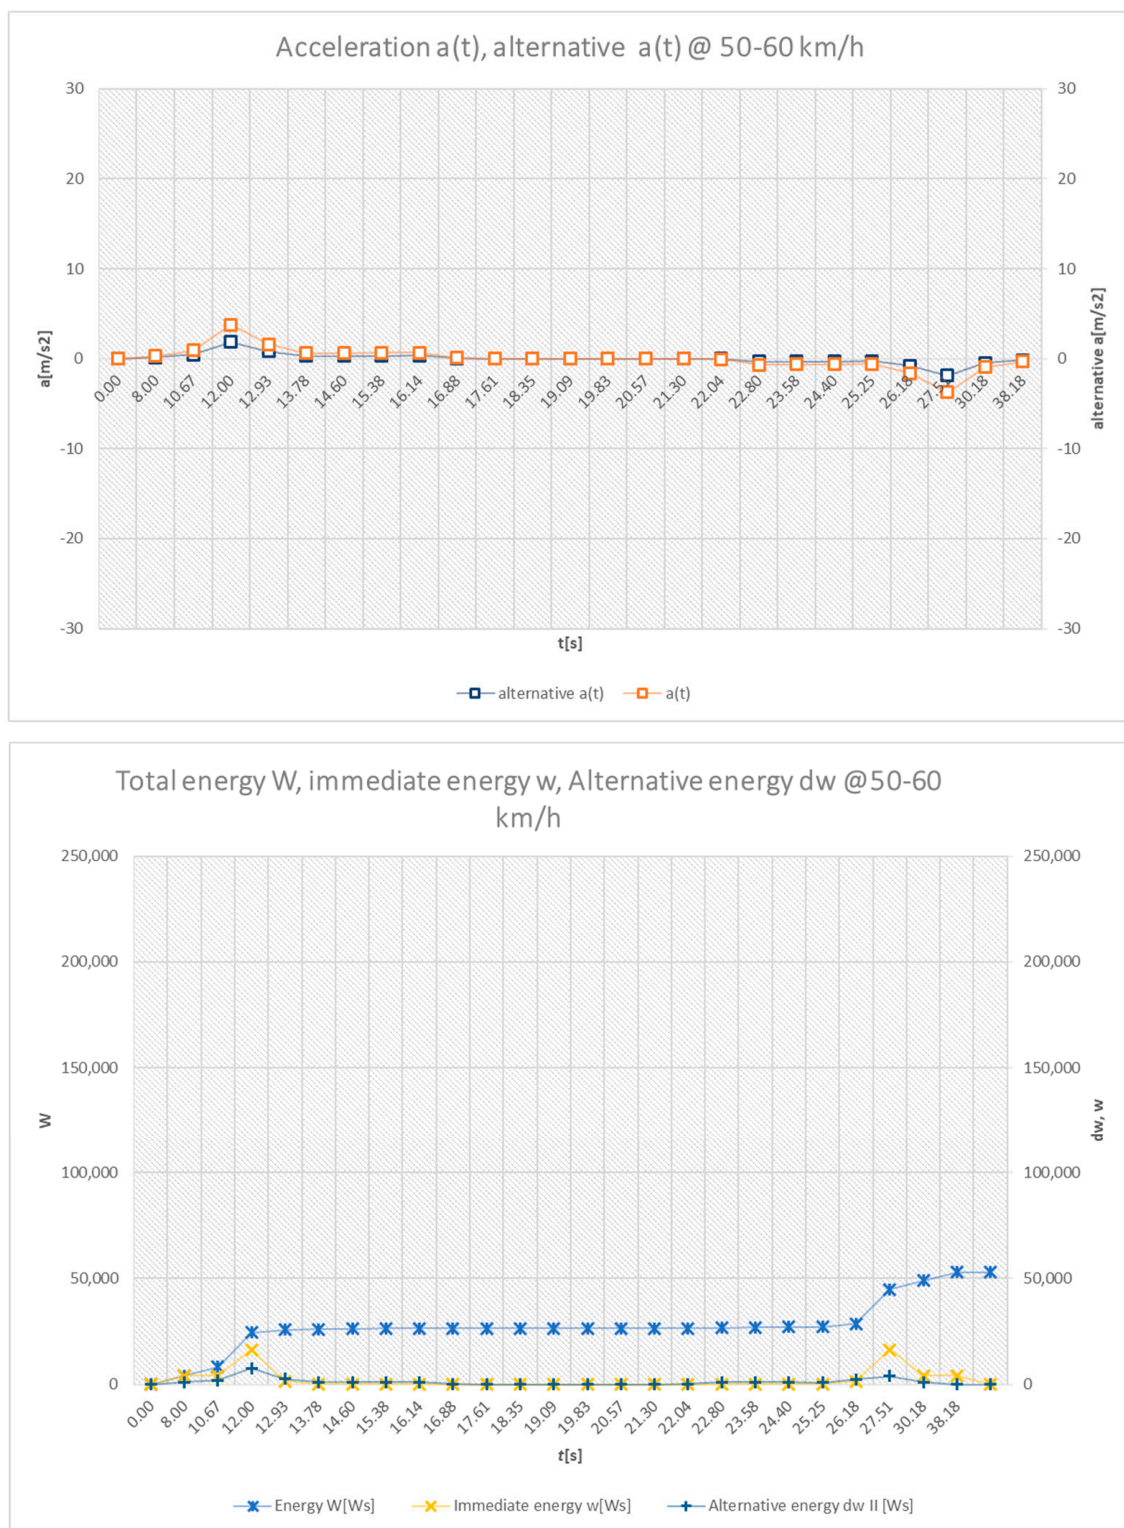 Acceleration a(t), alternative a(t) @ 50-60 km/h
30
30
20
20
10
10
0
0
-10
-10
-20
-20
-30
-30
a[m/s2]
alternative a[m/s2]
0.00 8.00 10.67 12.00 12.93 13.78 14.60 15.38 16.14 16.88 17.61 18.35 19.09 19.83 20.57 21.30 22.04 22.80 23.58 24.40 25.25 26.18 30.18 38.18
t[s]
alternative a(t) a(t)
Total energy W, immediate energy w, Alternative energy dw @50-60
km/h
250,000
250,000
200,000
200,000
150,000
150,000
100,000
100,000
50,000
50,000
0
0
W
dw, w
0.00 8.00 10.67 12.00 12.93 13.78 14.60 15.38 16.14 16.88 17.61 18.35 19.09 19.83 20.57 21.30 22.04 22.80 23.58 24.40 25.25 26.18 27.51 30.18 38.18
t[s]
Energy W[Ws] Immediate energy w[Ws] Alternative energy dw II [Ws]